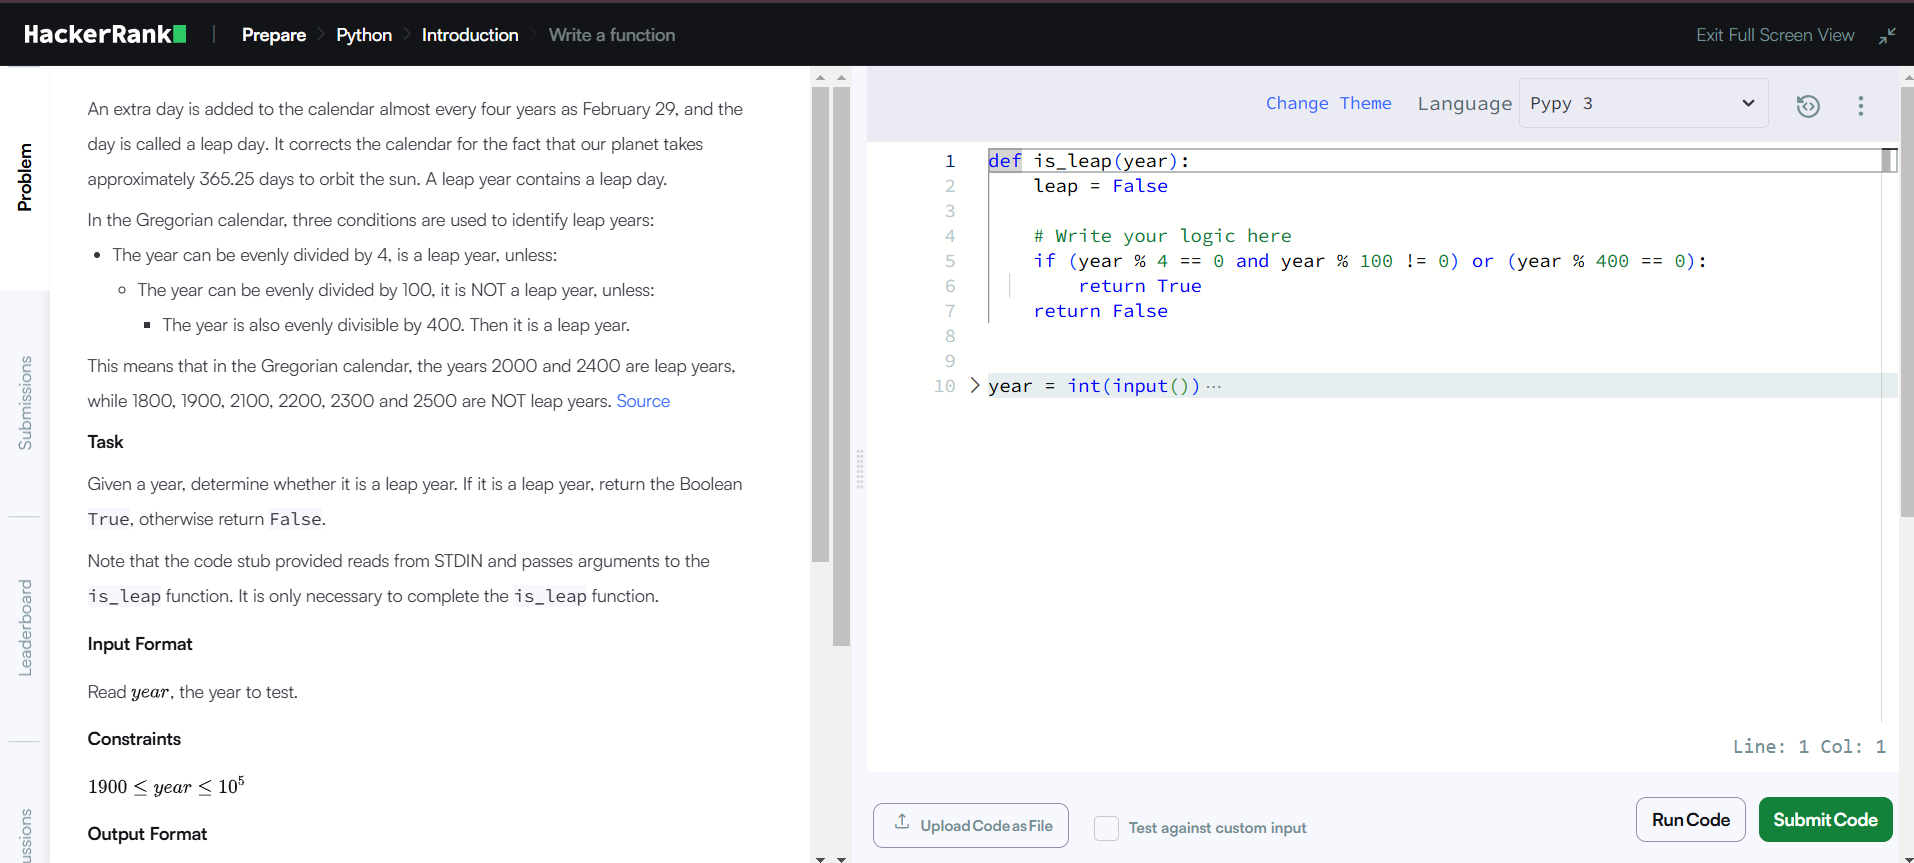 HackerRank
Prepare > Python > Introduction > Write a function
Exit Full Screen View
Problem
Submissions
Leaderboard
An extra day is added to the calendar almost every four years as February 29, and the
day is called a leap day. It corrects the calendar for the fact that our planet takes
approximately 365.25 days to orbit the sun. A leap year contains a leap day.
In the Gregorian calendar, three conditions are used to identify leap years:
• The year can be evenly divided by 4, is a leap year, unless:
◦ The year can be evenly divided by 100, it is NOT a leap year, unless:
▪ The year is also evenly divisible by 400. Then it is a leap year.
This means that in the Gregorian calendar, the years 2000 and 2400 are leap years,
while 1800, 1900, 2100, 2200, 2300 and 2500 are NOT leap years. Source
Task
Given a year, determine whether it is a leap year. If it is a leap year, return the Boolean
True, otherwise return False.
Note that the code stub provided reads from STDIN and passes arguments to the
is_leap function. It is only necessary to complete the is_leap function.
Input Format
Read year, the year to test.
Constraints
1900 ≤ year ≤ 10⁵
Output Format
Change Theme Language Pypy 3
1 def is_leap(year):
2     leap = False
3
4     # Write your logic here
5     if (year % 4 == 0 and year % 100 != 0) or (year % 400 == 0):
6         return True
7     return False
8
9
10 > year = int(input()) ···
Line: 1 Col: 1
Upload Code as File
Test against custom input
Run Code
Submit Code